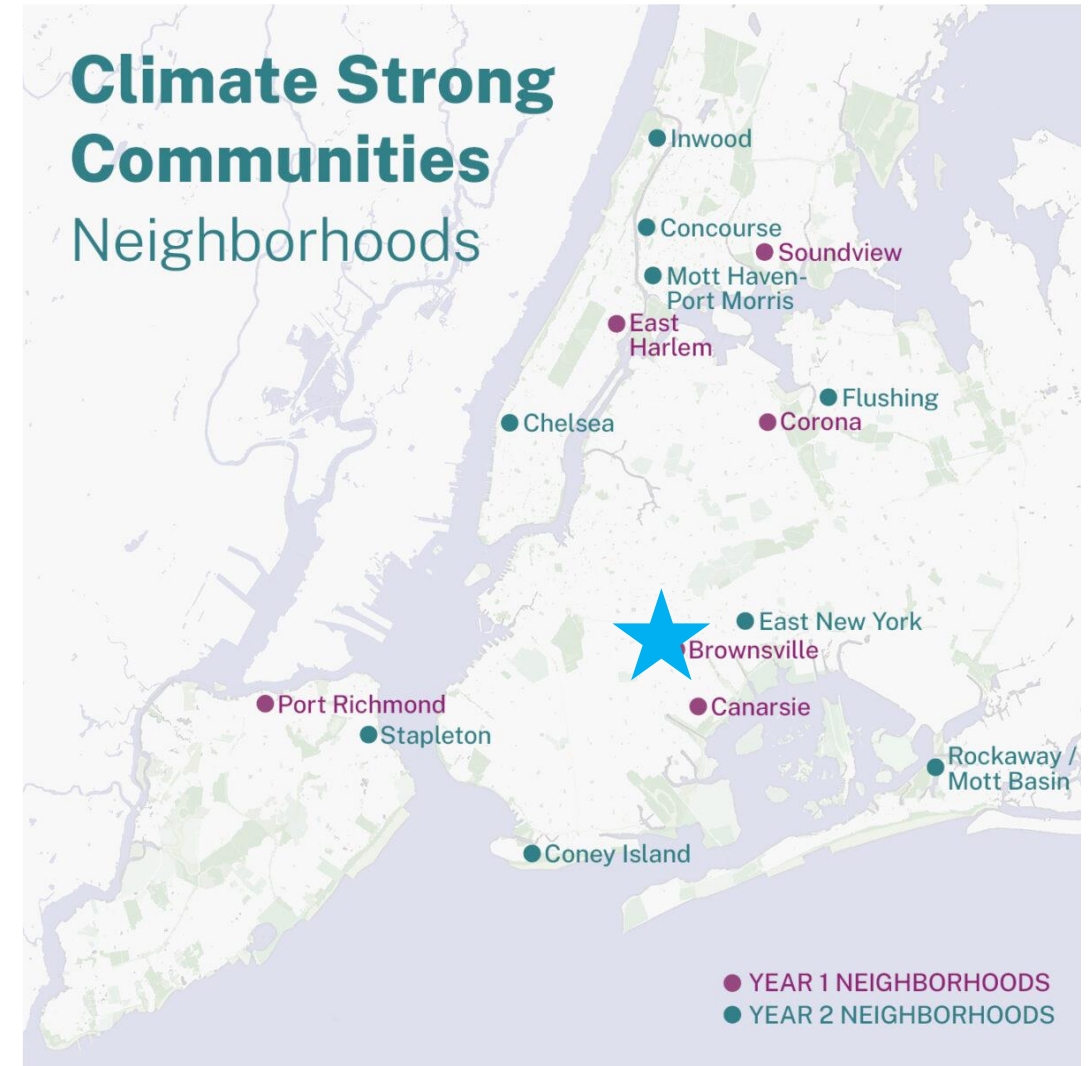 Climate Strong
Communities
Neighborhoods
Inwood
Concourse
Soundview
Mott Haven-
Port Morris
East
Harlem
Flushing
Chelsea
Corona
East New York
Brownsville
Port Richmond
Canarsie
Stapleton
Rockaway /
Mott Basin
Coney Island
YEAR 1 NEIGHBORHOODS
YEAR 2 NEIGHBORHOODS